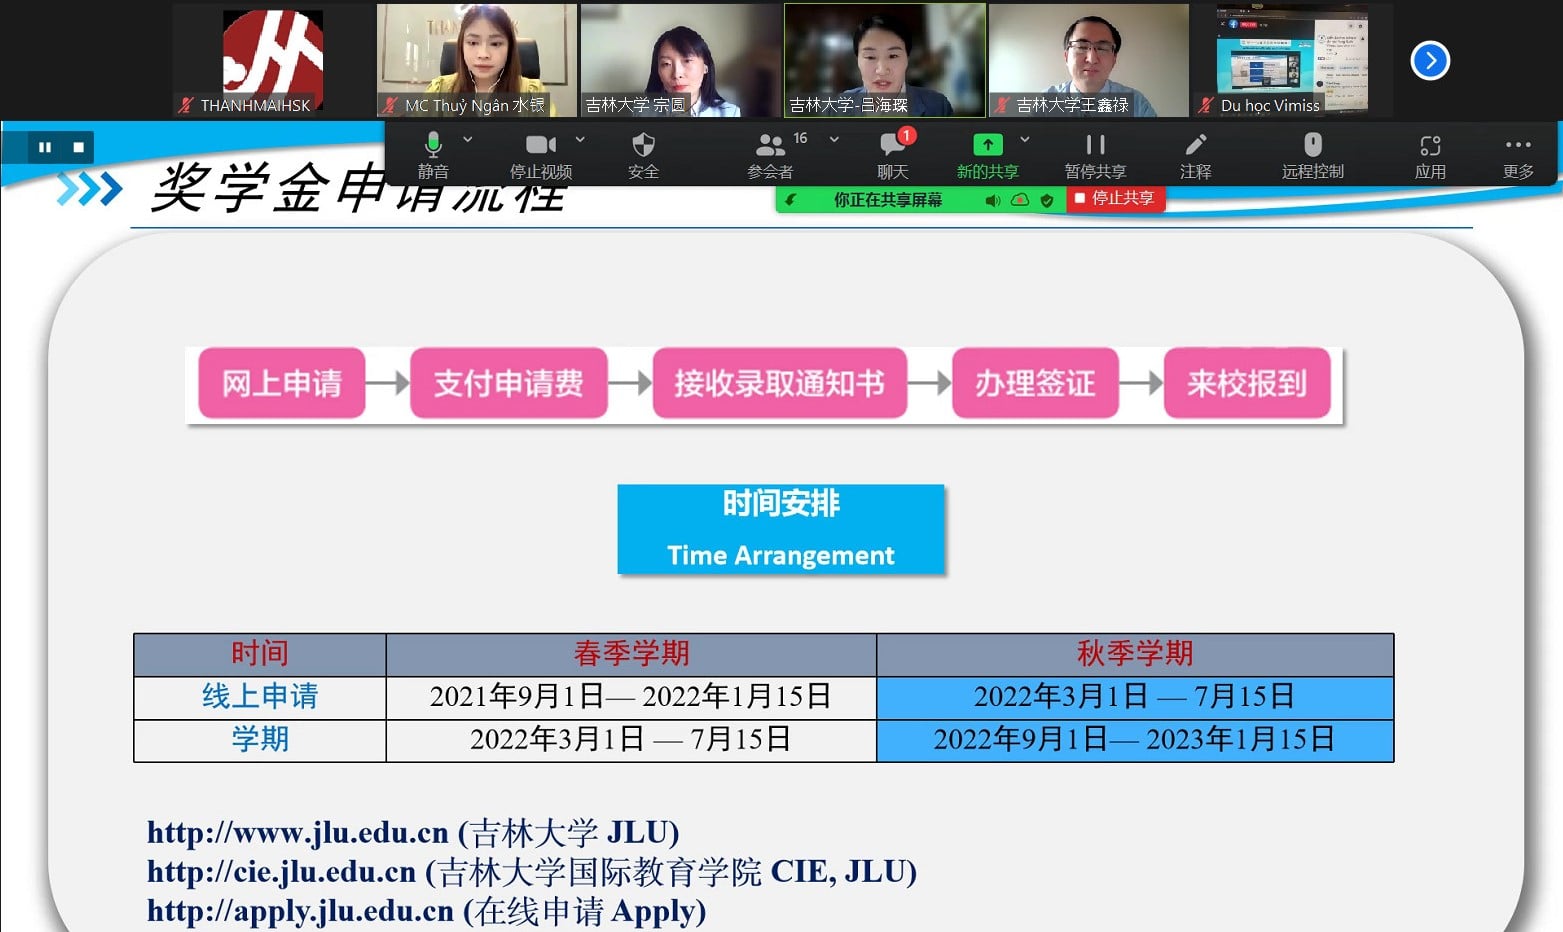 THANHMAIHSK
MC Thuỷ Ngân 水银
吉林大学 宗圆
吉林大学-吕海琛
吉林大学王鑫禄
Du học Vimiss
静音
停止视频
安全
16
参会者
1
聊天
新的共享
暂停共享
注释
远程控制
应用
更多
你正在共享屏幕
停止共享
奖学金申请流程
网上申请
支付申请费
接收录取通知书
办理签证
来校报到
时间安排
Time Arrangement
时间 春季学期 秋季学期
线上申请 2021年9月1日— 2022年1月15日 2022年3月1日 — 7月15日
学期 2022年3月1日 — 7月15日 2022年9月1日— 2023年1月15日
http://www.jlu.edu.cn (吉林大学 JLU)
http://cie.jlu.edu.cn (吉林大学国际教育学院 CIE, JLU)
http://apply.jlu.edu.cn (在线申请 Apply)